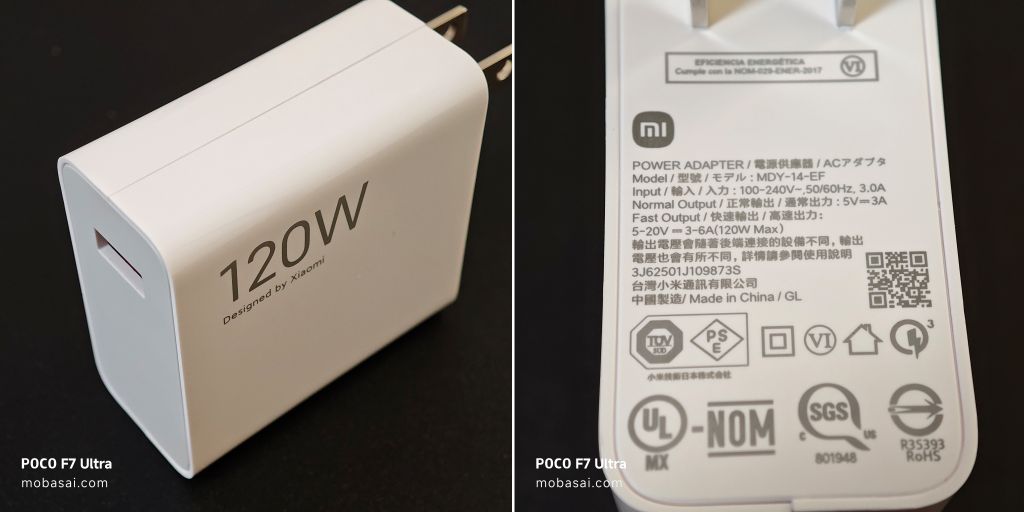 120W
Designed by Xiaomi
POCO F7 Ultra
mobasai.com
EFICIENCIA ENERGÉTICA
Cumple con la NOM-029-ENER-2017
VI
mi
POWER ADAPTER / 電源供應器 / ACアダプタ
Model / 型號 / モデル : MDY-14-EF
Input / 輸入 / 入力 : 100-240V~,50/60Hz, 3.0A
Normal Output / 正常輸出 / 通常出力 : 5V⎓3A
Fast Output / 快速輸出 / 高速出力 :
5-20V ⎓ 3-6A(120W Max)
輸出電壓會隨著後端連接的設備不同, 輸出
電壓也會有所不同, 詳情請參閱使用說明
3J62501J109873S
台灣小米通訊有限公司
中國製造/ Made in China / GL
TÜV SÜD
PS E
VI
3
小米技術日本株式会社
UL
MX
-NOM
SGS
c US
801948
R3S393
RoHS
POCO F7 Ultra
mobasai.com